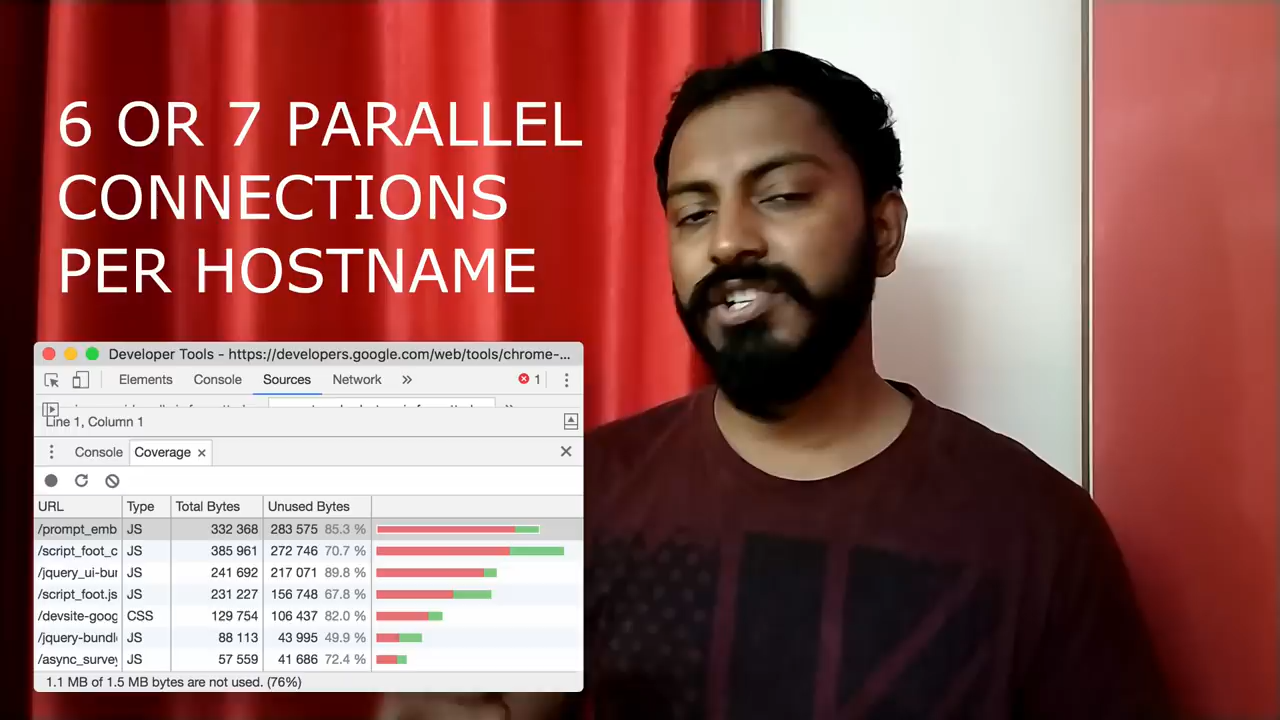 6 OR 7 PARALLEL
CONNECTIONS
PER HOSTNAME
Developer Tools - https://developers.google.com/web/tools/chrome-...
Elements Console Sources Network » 1
Line 1, Column 1
Console Coverage ×
URL Type Total Bytes Unused Bytes
/prompt_emb JS 332 368 283 575 85.3 %
/script_foot_c JS 385 961 272 746 70.7 %
/jquery_ui-bur JS 241 692 217 071 89.8 %
/script_foot.js JS 231 227 156 748 67.8 %
/devsite-goog CSS 129 754 106 437 82.0 %
/jquery-bundl JS 88 113 43 995 49.9 %
/async_survey JS 57 559 41 686 72.4 %
1.1 MB of 1.5 MB bytes are not used. (76%)